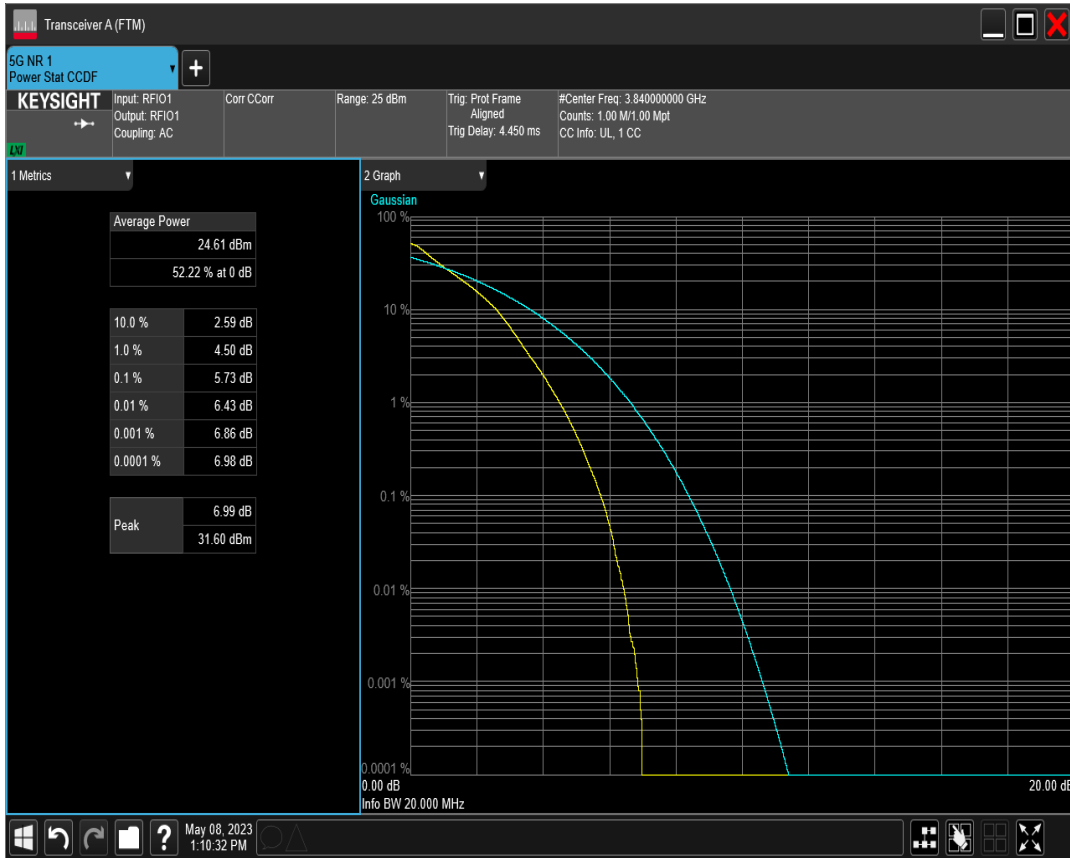 Transceiver A (FTM)
5G NR 1
Power Stat CCDF
+
KEYSIGHT
LXI
Input: RFIO1
Output: RFIO1
Coupling: AC
Corr CCorr
Range: 25 dBm
Trig: Prot Frame
Aligned
Trig Delay: 4.450 ms
#Center Freq: 3.840000000 GHz
Counts: 1.00 M/1.00 Mpt
CC Info: UL, 1 CC
1 Metrics
Average Power
24.61 dBm
52.22 % at 0 dB
10.0 % 2.59 dB
1.0 % 4.50 dB
0.1 % 5.73 dB
0.01 % 6.43 dB
0.001 % 6.86 dB
0.0001 % 6.98 dB
Peak 6.99 dB
31.60 dBm
2 Graph
Gaussian
100 %
10 %
1 %
0.1 %
0.01 %
0.001 %
0.0001 %
0.00 dB 20.00 dB
Info BW 20.000 MHz
?
May 08, 2023
1:10:32 PM